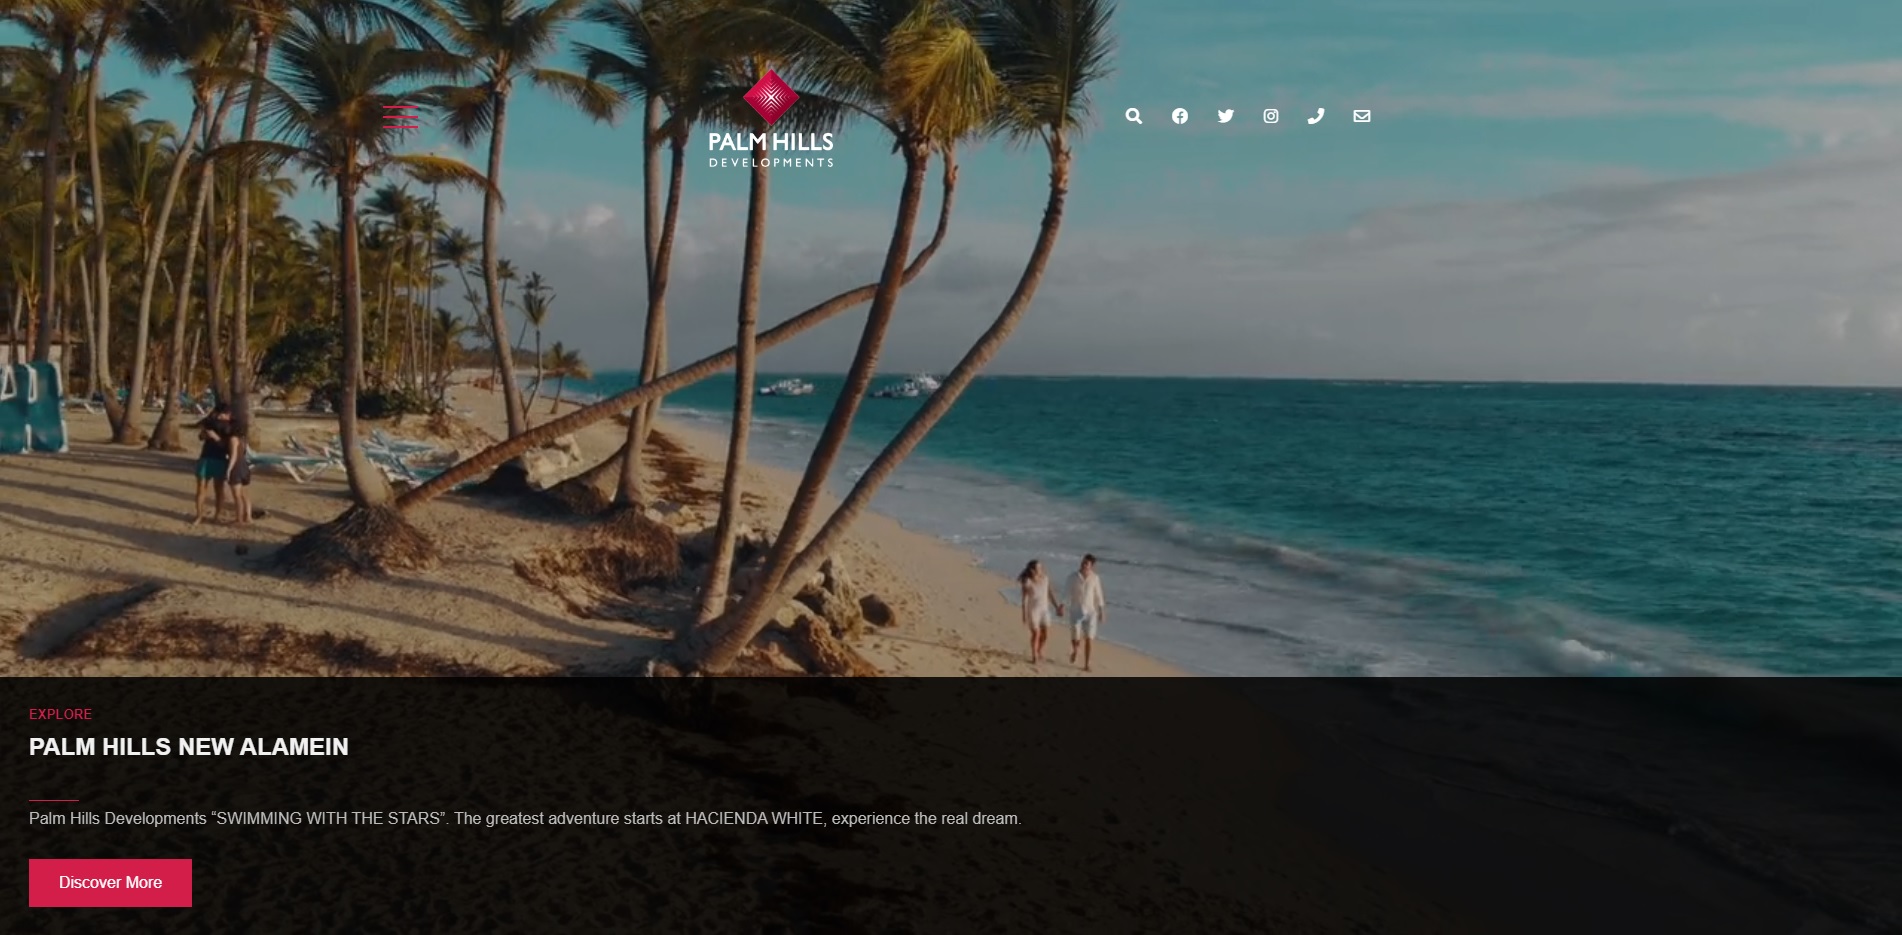 PALM HILLS
DEVELOPMENTS
EXPLORE
PALM HILLS NEW ALAMEIN
Palm Hills Developments “SWIMMING WITH THE STARS”. The greatest adventure starts at HACIENDA WHITE, experience the real dream.
Discover More